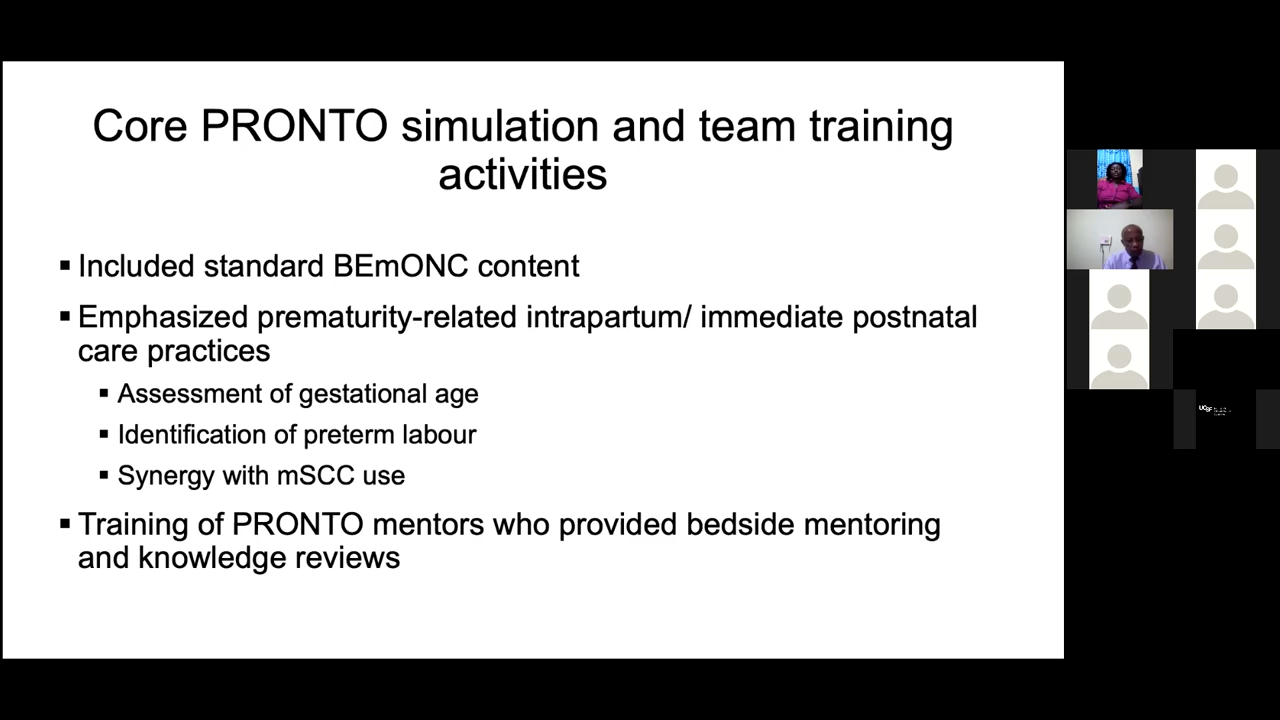 Core PRONTO simulation and team training
activities
▪ Included standard BEmONC content
▪ Emphasized prematurity-related intrapartum/ immediate postnatal
care practices
▪ Assessment of gestational age
▪ Identification of preterm labour
▪ Synergy with mSCC use
▪ Training of PRONTO mentors who provided bedside mentoring
and knowledge reviews
UCSF